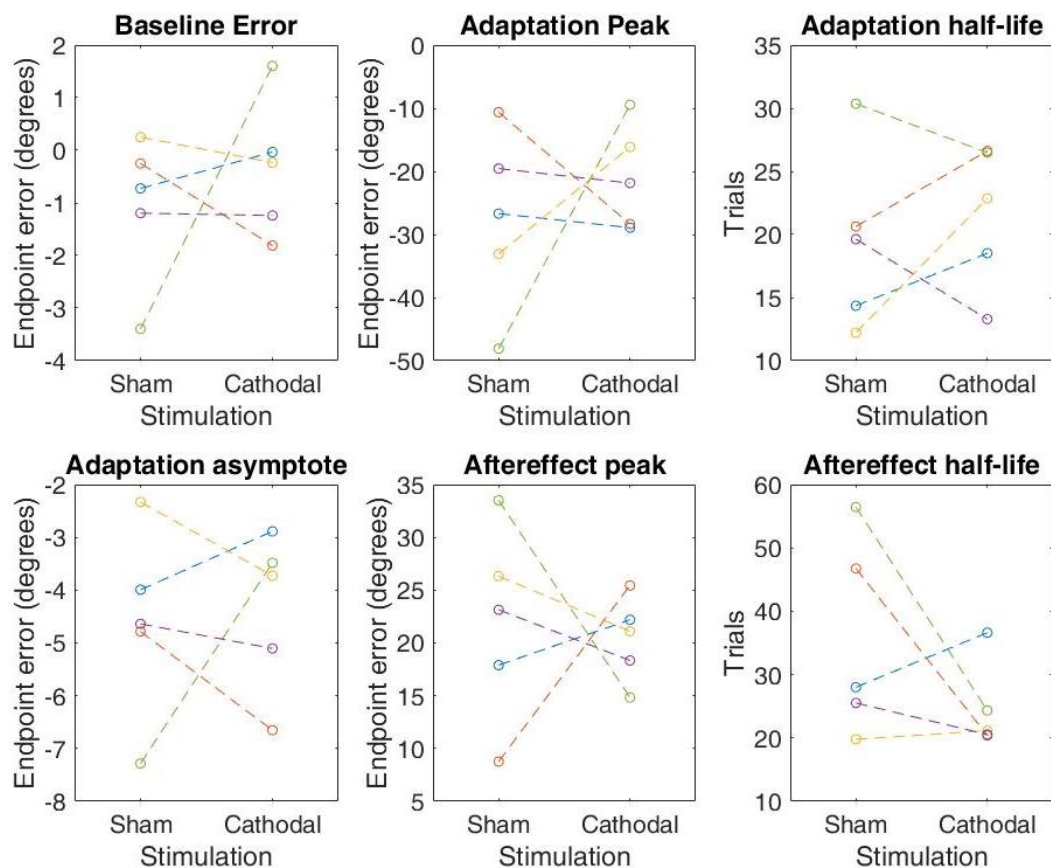 Baseline Error
Endpoint error (degrees)
2
1
0
-1
-2
-3
-4
Sham Cathodal
Stimulation
Adaptation Peak
Endpoint error (degrees)
0
-10
-20
-30
-40
-50
Sham Cathodal
Stimulation
Adaptation half-life
Trials
35
30
25
20
15
10
Sham Cathodal
Stimulation
Adaptation asymptote
Endpoint error (degrees)
-2
-3
-4
-5
-6
-7
-8
Sham Cathodal
Stimulation
Aftereffect peak
Endpoint error (degrees)
35
30
25
20
15
10
5
Sham Cathodal
Stimulation
Aftereffect half-life
Trials
60
50
40
30
20
10
Sham Cathodal
Stimulation